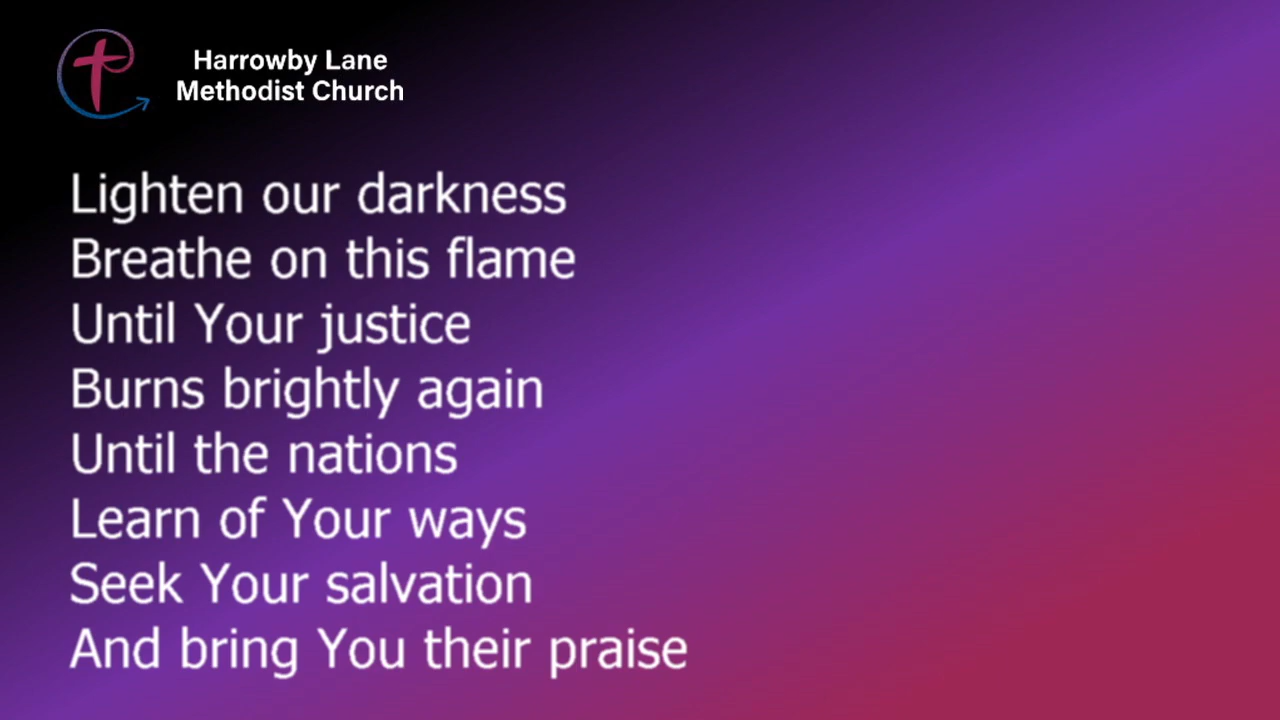 Harrowby Lane
Methodist Church
Lighten our darkness
Breathe on this flame
Until Your justice
Burns brightly again
Until the nations
Learn of Your ways
Seek Your salvation
And bring You their praise